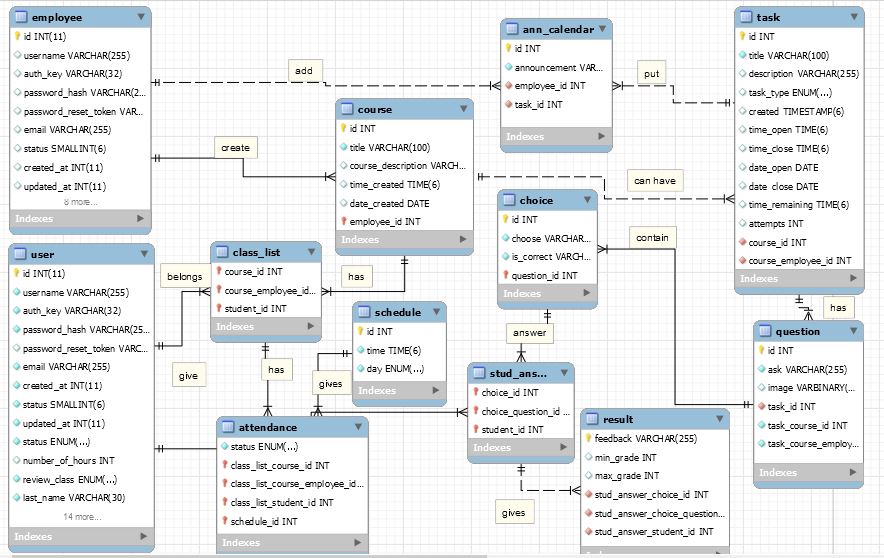 employee
id INT(11)
username VARCHAR(255)
auth_key VARCHAR(32)
password_hash VARCHAR(2...
password_reset_token VAR...
email VARCHAR(255)
status SMALLINT(6)
created_at INT(11)
updated_at INT(11)
8 more...
Indexes
add
create
ann_calendar
id INT
announcement VAR...
employee_id INT
task_id INT
Indexes
put
task
id INT
title VARCHAR(100)
description VARCHAR(255)
task_type ENUM(...)
created TIMESTAMP(6)
time_open TIME(6)
time_close TIME(6)
date_open DATE
date_close DATE
time_remaining TIME(6)
attempts INT
course_id INT
course_employee_id INT
Indexes
course
id INT
title VARCHAR(100)
course_description VARCH...
time_created TIME(6)
date_created DATE
employee_id INT
Indexes
can have
choice
id INT
choose VARCHAR...
is_correct VARCH...
question_id INT
Indexes
contain
user
id INT(11)
username VARCHAR(255)
auth_key VARCHAR(32)
password_hash VARCHAR(25...
password_reset_token VARC...
email VARCHAR(255)
created_at INT(11)
status SMALLINT(6)
updated_at INT(11)
status ENUM(...)
number_of_hours INT
review_class ENUM(...)
last_name VARCHAR(30)
14 more...
Indexes
belongs
class_list
course_id INT
course_employee_id...
student_id INT
Indexes
has
schedule
id INT
time TIME(6)
day ENUM(...)
Indexes
answer
has
give
has
gives
question
id INT
ask VARCHAR(255)
image VARBINARY(...
task_id INT
task_course_id INT
task_course_employ...
Indexes
stud_ans...
choice_id INT
choice_question_id ...
student_id INT
Indexes
attendance
status ENUM(...)
class_list_course_id INT
class_list_course_employee_id...
class_list_student_id INT
schedule_id INT
Indexes
gives
result
feedback VARCHAR(255)
min_grade INT
max_grade INT
stud_answer_choice_id INT
stud_answer_choice_question...
stud_answer_student_id INT